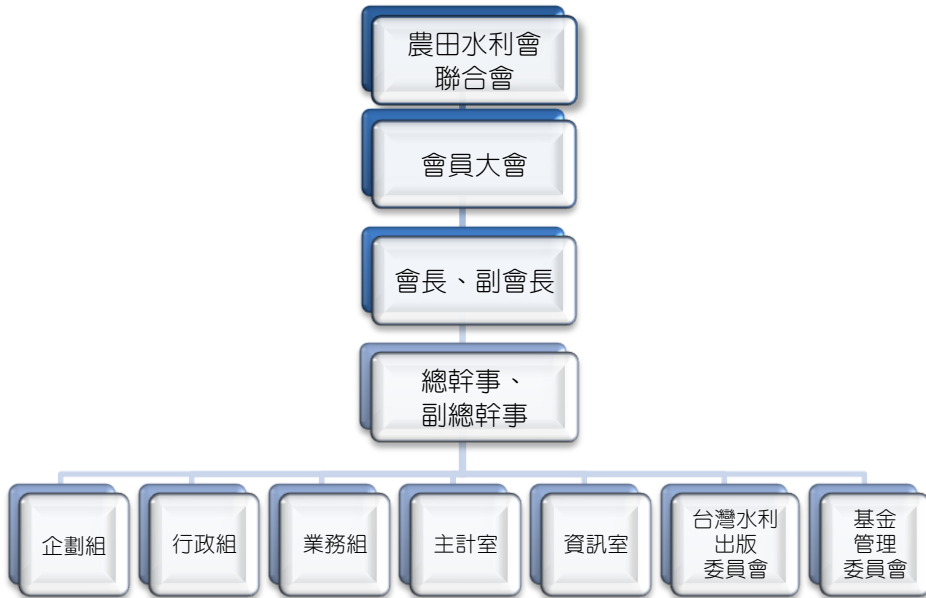 農田水利會
聯合會
會員大會
會長、副會長
總幹事、
副總幹事
企劃組
行政組
業務組
主計室
資訊室
台灣水利
出版
委員會
基金
管理
委員會